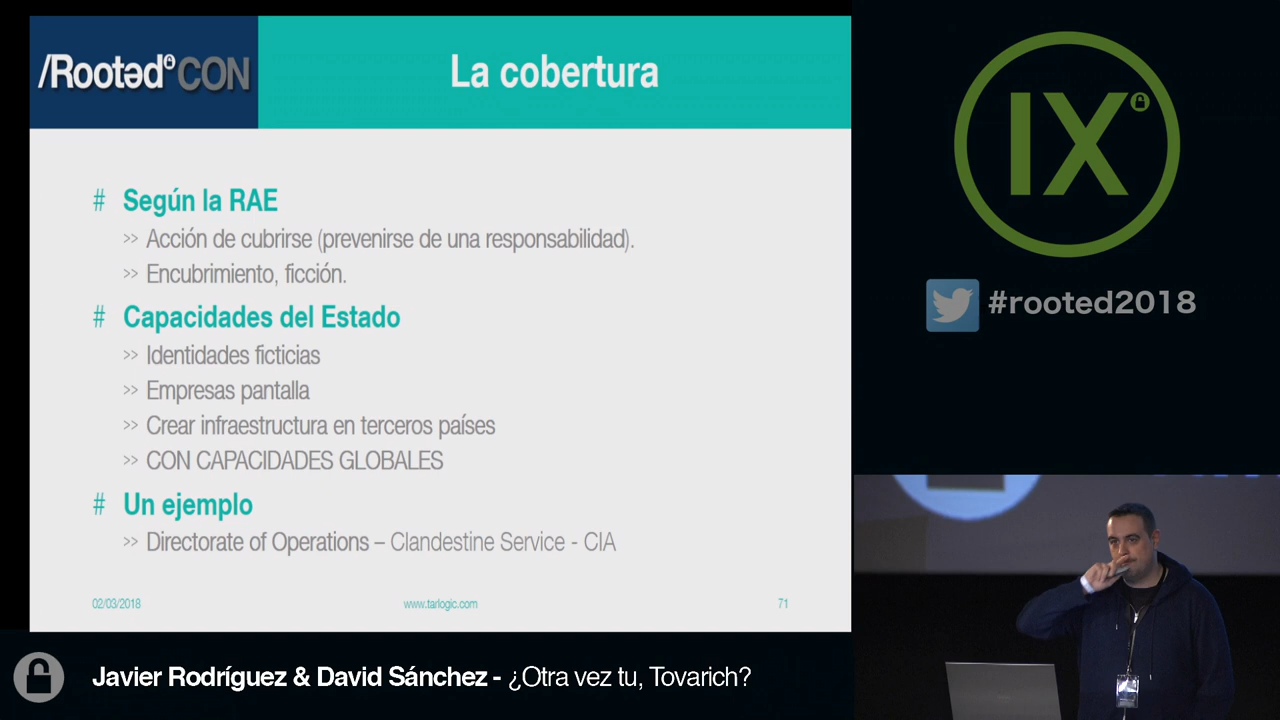 /Rootəd CON
La cobertura
# Según la RAE
>> Acción de cubrirse (prevenirse de una responsabilidad).
>> Encubrimiento, ficción.
# Capacidades del Estado
>> Identidades ficticias
>> Empresas pantalla
>> Crear infraestructura en terceros países
>> CON CAPACIDADES GLOBALES
# Un ejemplo
>> Directorate of Operations – Clandestine Service - CIA
02/03/2018 www.tarlogic.com 71
IX
#rooted2018
Javier Rodríguez & David Sánchez - ¿Otra vez tu, Tovarich?